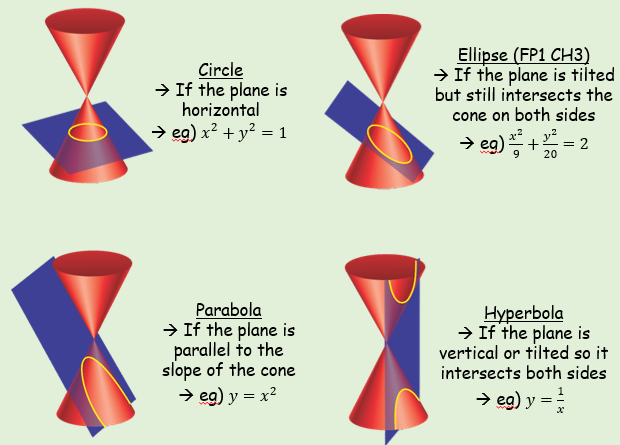 Circle
→ If the plane is
horizontal
→ eg) x² + y² = 1
Ellipse (FP1 CH3)
→ If the plane is tilted
but still intersects the
cone on both sides
→ eg) x²/9 + y²/20 = 2
Parabola
→ If the plane is
parallel to the
slope of the cone
→ eg) y = x²
Hyperbola
→ If the plane is
vertical or tilted so it
intersects both sides
→ eg) y = 1/x